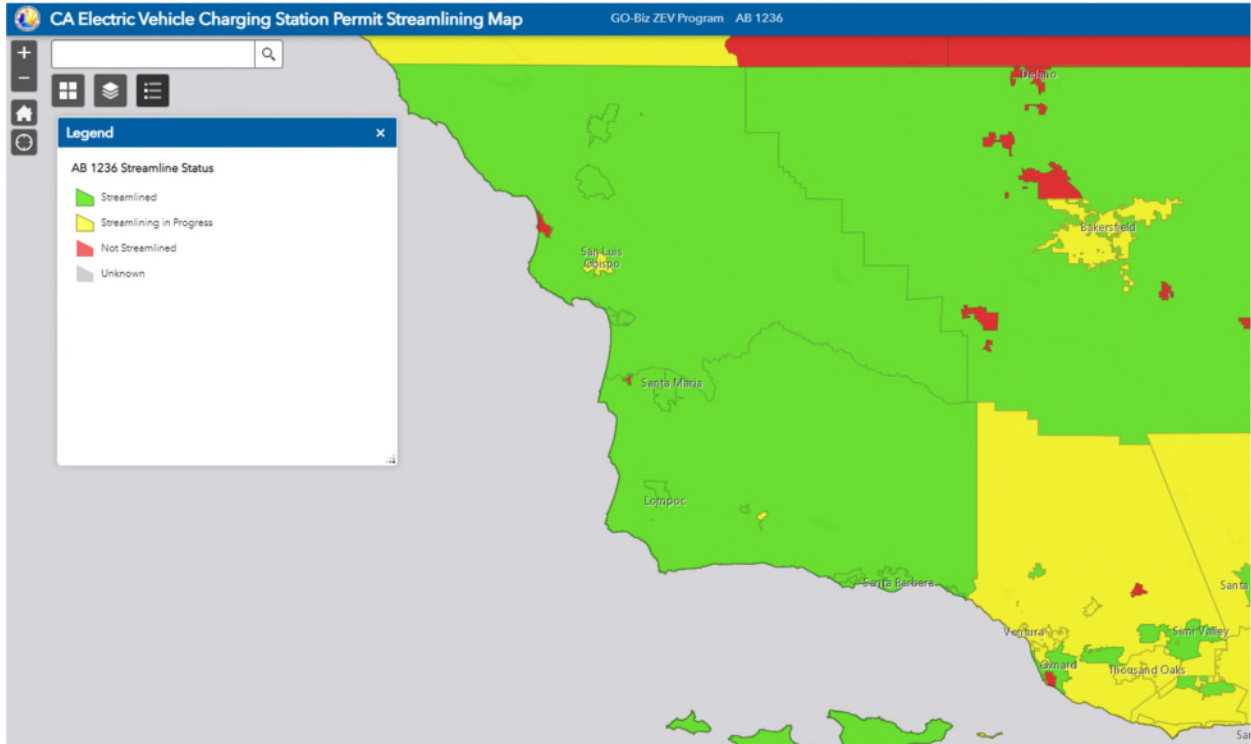 CA Electric Vehicle Charging Station Permit Streamlining Map
GO-Biz ZEV Program AB 1236
Legend
AB 1236 Streamline Status
Streamlined
Streamlining in Progress
Not Streamlined
Unknown
Delano
Bakersfield
San Luis
Obispo
Santa Maria
Lompoc
Santa Barbara
Santa
Ventura
Simi Valley
Oxnard
Thousand Oaks